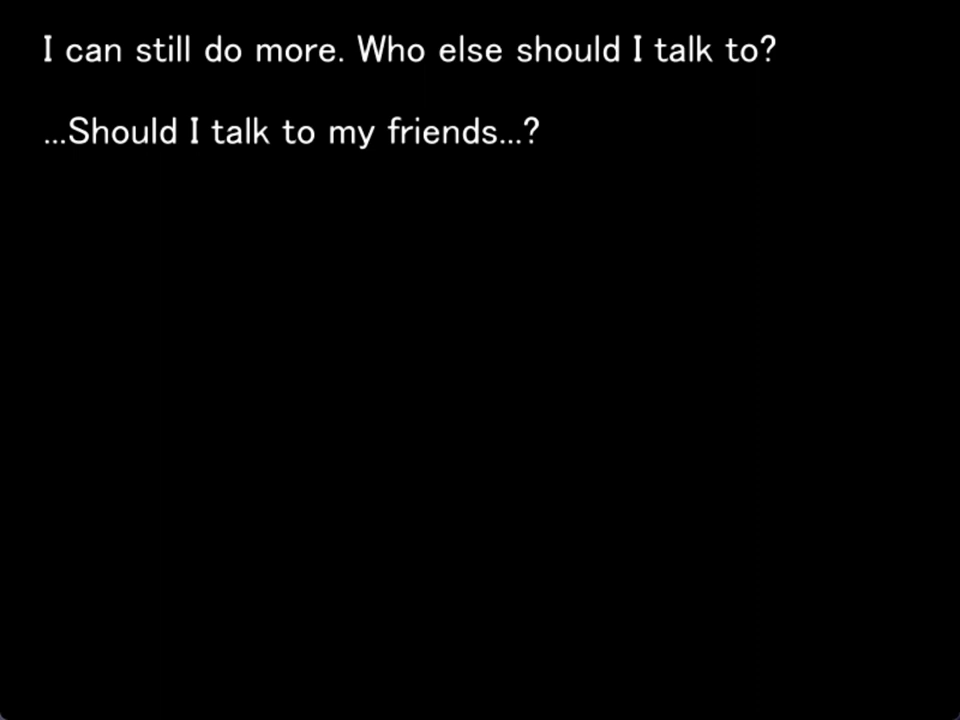 I can still do more. Who else should I talk to?
...Should I talk to my friends...?